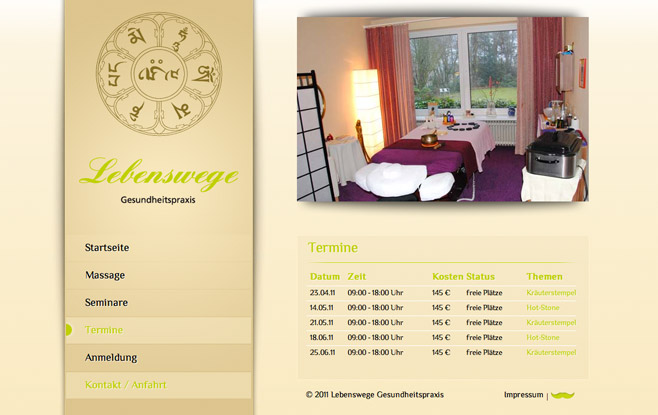 Lebenswege
Gesundheitspraxis
Startseite
Massage
Seminare
Termine
Anmeldung
Kontakt / Anfahrt
Termine
Datum Zeit Kosten Status Themen
23.04.11 09:00 - 18:00 Uhr 145 € freie Plätze Kräuterstempel
14.05.11 09:00 - 18:00 Uhr 145 € freie Plätze Hot-Stone
21.05.11 09:00 - 18:00 Uhr 145 € freie Plätze Kräuterstempel
18.06.11 09:00 - 18:00 Uhr 145 € freie Plätze Hot-Stone
25.06.11 09:00 - 18:00 Uhr 145 € freie Plätze Kräuterstempel
© 2011 Lebenswege Gesundheitspraxis Impressum |